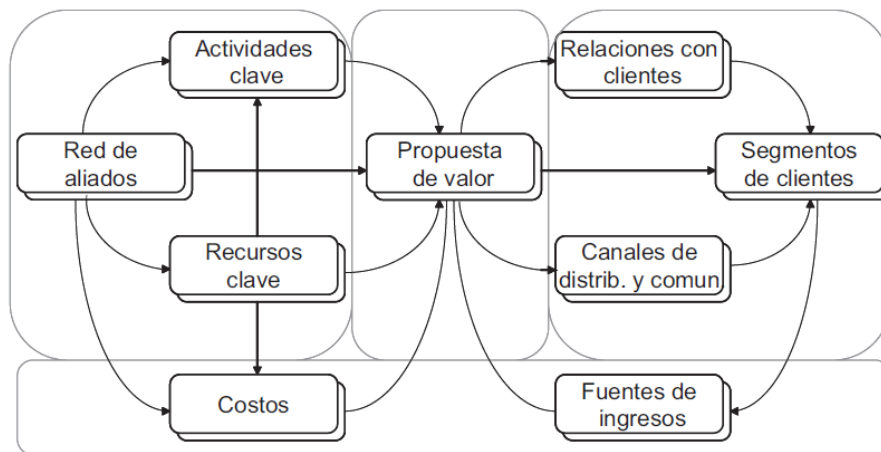 Actividades
clave
Relaciones con
clientes
Red de
aliados
Propuesta
de valor
Segmentos
de clientes
Recursos
clave
Canales de
distrib. y comun.
Costos
Fuentes de
ingresos